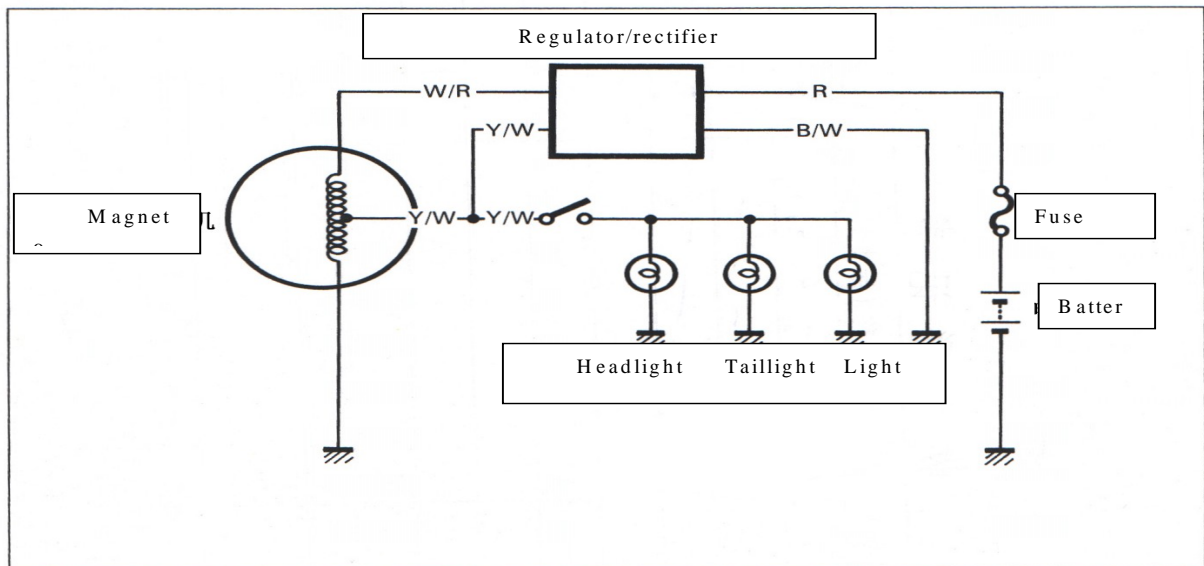 Regulator/rectifier
W/R
R
Y/W
B/W
Magnet
Y/W
Y/W
Fuse
Batter
Headlight Taillight Light